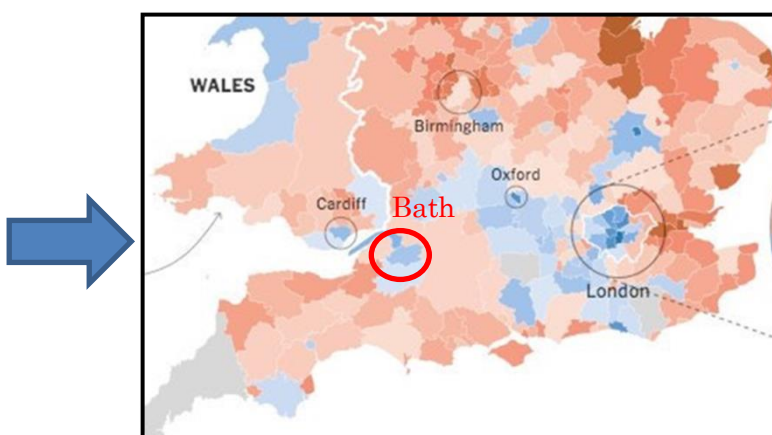 WALES
Birmingham
Oxford
Cardiff
Bath
London